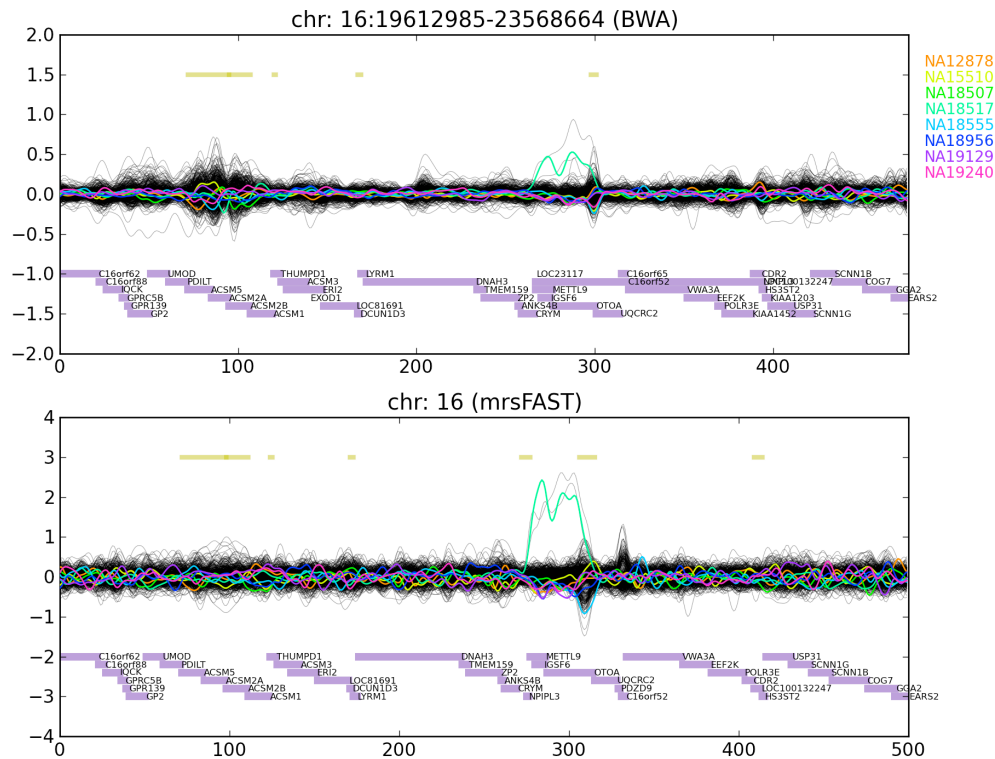 chr: 16:19612985-23568664 (BWA)
2.0
1.5
1.0
0.5
0.0
−0.5
−1.0
−1.5
−2.0
NA12878
NA15510
NA18507
NA18517
NA18555
NA18956
NA19129
NA19240
C16orf62 UMOD THUMPD1 LYRM1 LOC23117 C16orf65 CDR2 SCNN1B
C16orf88 PDILT ACSM3 DNAH3 C16orf52 COG7
IQCK ACSM5 ERI2 TMEM159 METTL9 VWA3A HS3ST2 GGA2
GPRC5B ACSM2A EXOD1 ZP2 IGSF6 EEF2K KIAA1203 EARS2
GPR139 ACSM2B LOC81691 ANKS4B OTOA POLR3E USP31
GP2 ACSM1 DCUN1D3 CRYM UQCRC2 KIAA1452 SCNN1G
0 100 200 300 400
chr: 16 (mrsFAST)
4
3
2
1
0
−1
−2
−3
−4
C16orf62 UMOD THUMPD1 DNAH3 METTL9 VWA3A USP31
C16orf88 PDILT ACSM3 TMEM159 IGSF6 EEF2K SCNN1G
IQCK ACSM5 ERI2 ZP2 OTOA POLR3E SCNN1B
GPRC5B ACSM2A LOC81691 ANKS4B UQCRC2 CDR2 COG7
GPR139 ACSM2B DCUN1D3 CRYM PDZD9 LOC100132247 GGA2
GP2 ACSM1 LYRM1 NPIPL3 C16orf52 HS3ST2 EARS2
0 100 200 300 400 500